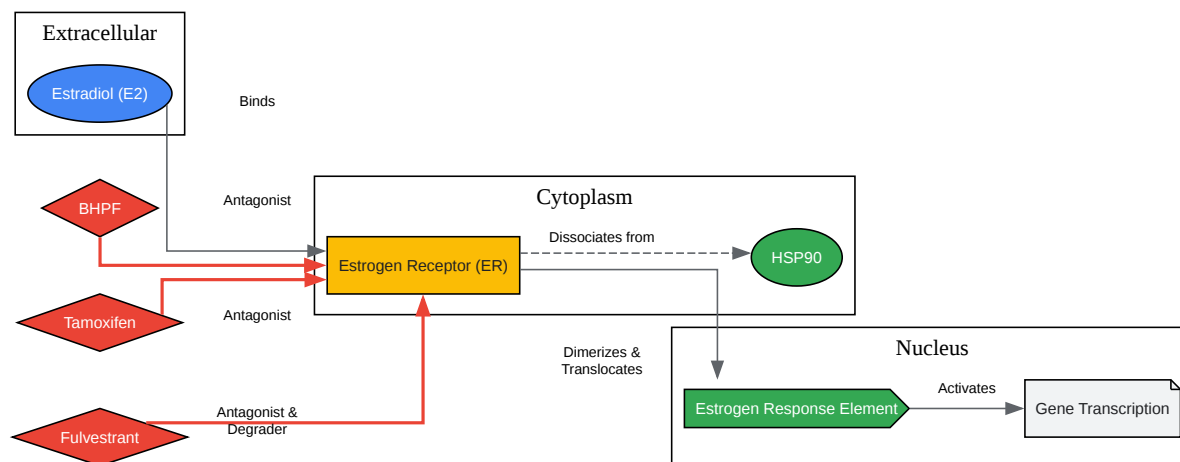 Extracellular
Estradiol (E2)
Binds
BHPF
Antagonist
Cytoplasm
Dissociates from
Estrogen Receptor (ER)
HSP90
Tamoxifen
Antagonist
Dimerizes &
Translocates
Nucleus
Estrogen Response Element
Activates
Gene Transcription
Fulvestrant
Antagonist &
Degrader